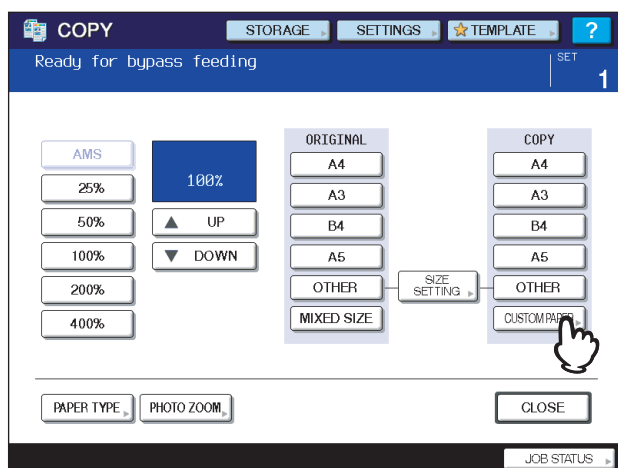 COPY
STORAGE
SETTINGS
TEMPLATE
?
Ready for bypass feeding
SET
1
AMS
25%
50%
100%
200%
400%
100%
UP
DOWN
ORIGINAL
A4
A3
B4
A5
OTHER
MIXED SIZE
SIZE
SETTING
COPY
A4
A3
B4
A5
OTHER
CUSTOM PAPER
PAPER TYPE
PHOTO ZOOM
CLOSE
JOB STATUS